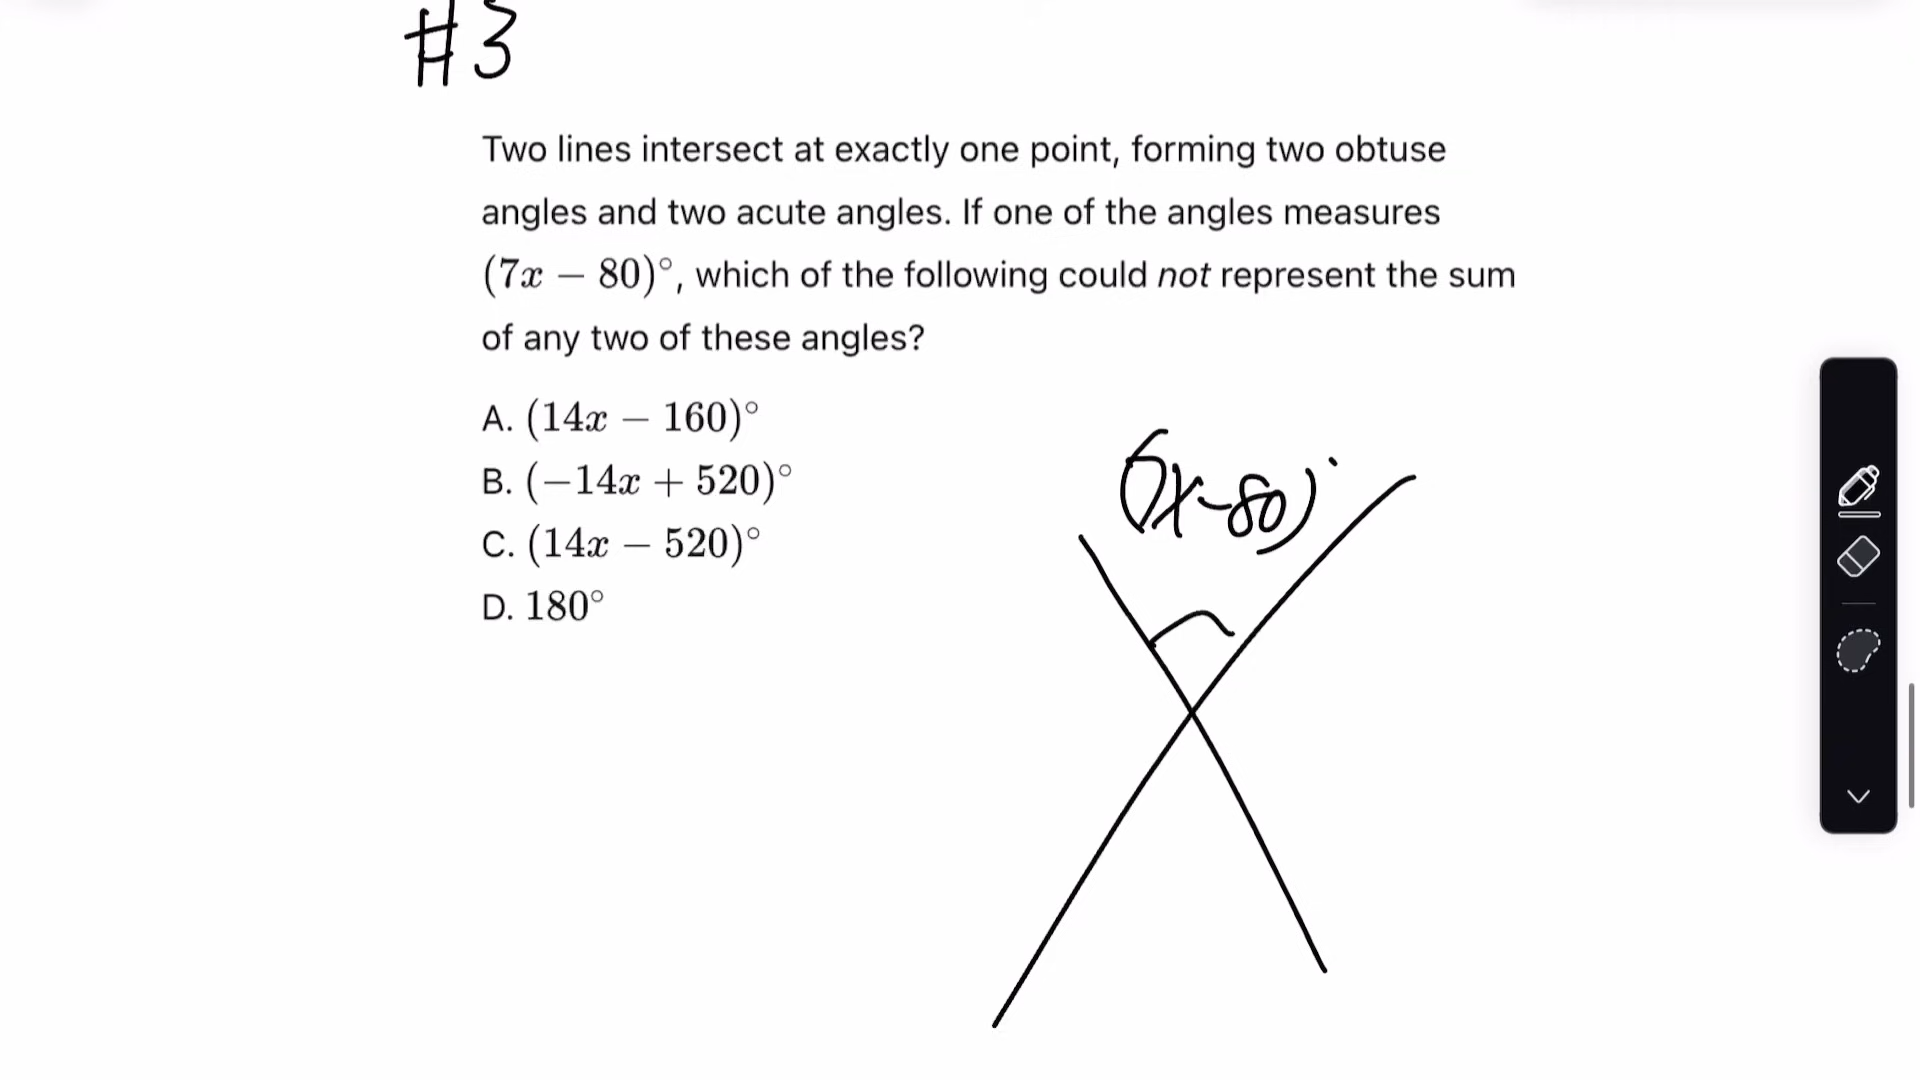 #3
Two lines intersect at exactly one point, forming two obtuse
angles and two acute angles. If one of the angles measures
(7x − 80)°, which of the following could not represent the sum
of any two of these angles?
A. (14x − 160)°
B. (−14x + 520)°
C. (14x − 520)°
D. 180°
(7x-80)°